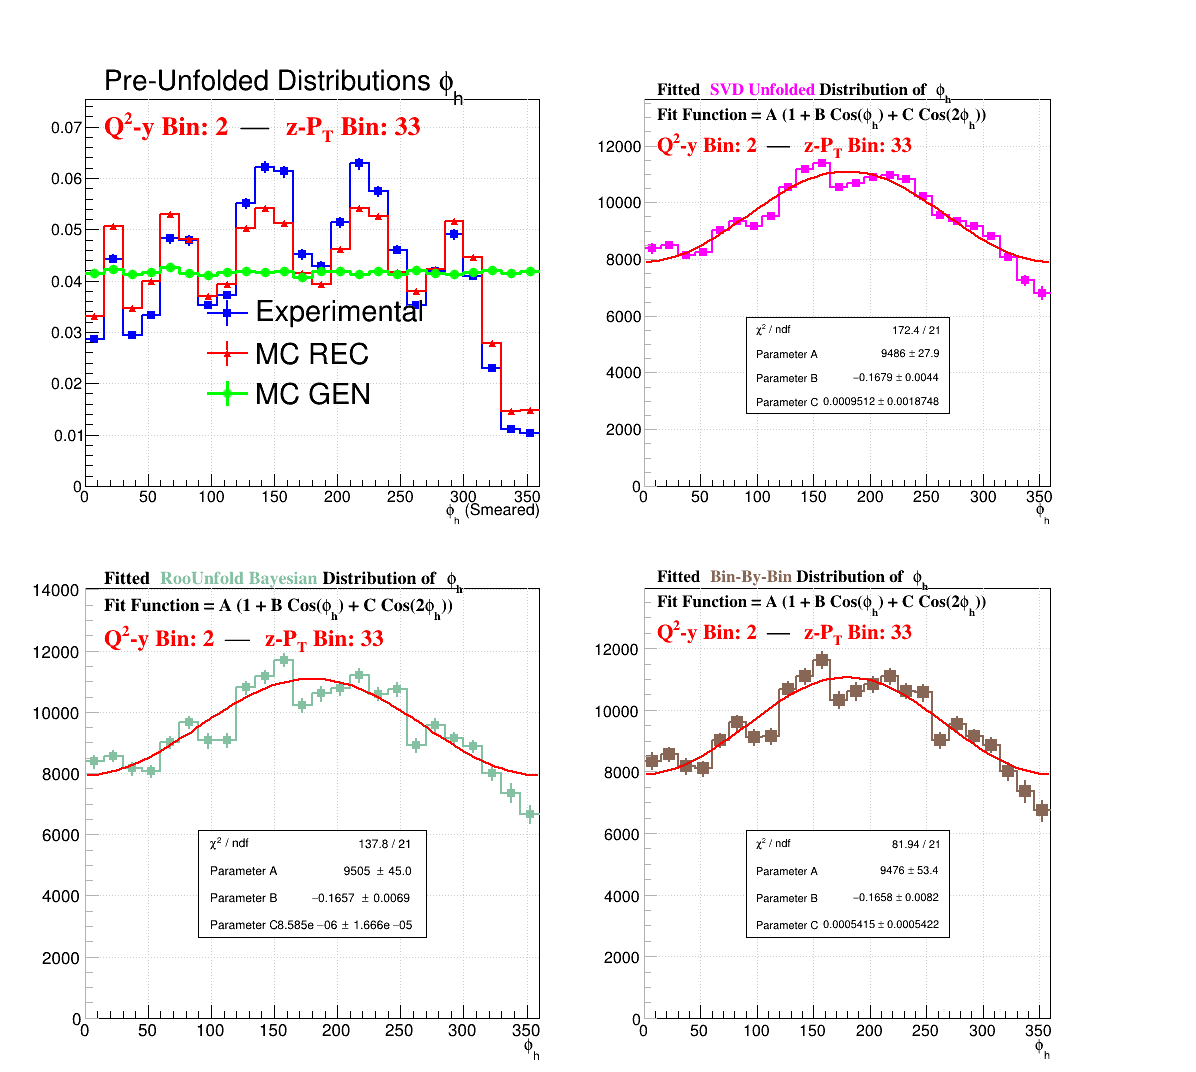 Pre-Unfolded Distributions ϕh
Q²-y Bin: 2 — z-PT Bin: 33
0.07
0.06
0.05
0.04
0.03
0.02
0.01
0
Experimental
MC REC
MC GEN
0 50 100 150 200 250 300 350
ϕh (Smeared)
Fitted SVD Unfolded Distribution of ϕh
Fit Function = A (1 + B Cos(ϕh) + C Cos(2ϕh))
Q²-y Bin: 2 — z-PT Bin: 33
12000
10000
8000
6000
4000
2000
0
χ² / ndf 172.4 / 21
Parameter A 9486 ± 27.9
Parameter B −0.1679 ± 0.0044
Parameter C 0.0009512 ± 0.0018748
0 50 100 150 200 250 300 350
ϕh
Fitted RooUnfold Bayesian Distribution of ϕh
Fit Function = A (1 + B Cos(ϕh) + C Cos(2ϕh))
Q²-y Bin: 2 — z-PT Bin: 33
14000
12000
10000
8000
6000
4000
2000
0
χ² / ndf 137.8 / 21
Parameter A 9505 ± 45.0
Parameter B −0.1657 ± 0.0069
Parameter C 8.585e−06 ± 1.666e−05
0 50 100 150 200 250 300 350
ϕh
Fitted Bin-By-Bin Distribution of ϕh
Fit Function = A (1 + B Cos(ϕh) + C Cos(2ϕh))
Q²-y Bin: 2 — z-PT Bin: 33
12000
10000
8000
6000
4000
2000
0
χ² / ndf 81.94 / 21
Parameter A 9476 ± 53.4
Parameter B −0.1658 ± 0.0082
Parameter C 0.0005415 ± 0.0005422
0 50 100 150 200 250 300 350
ϕh